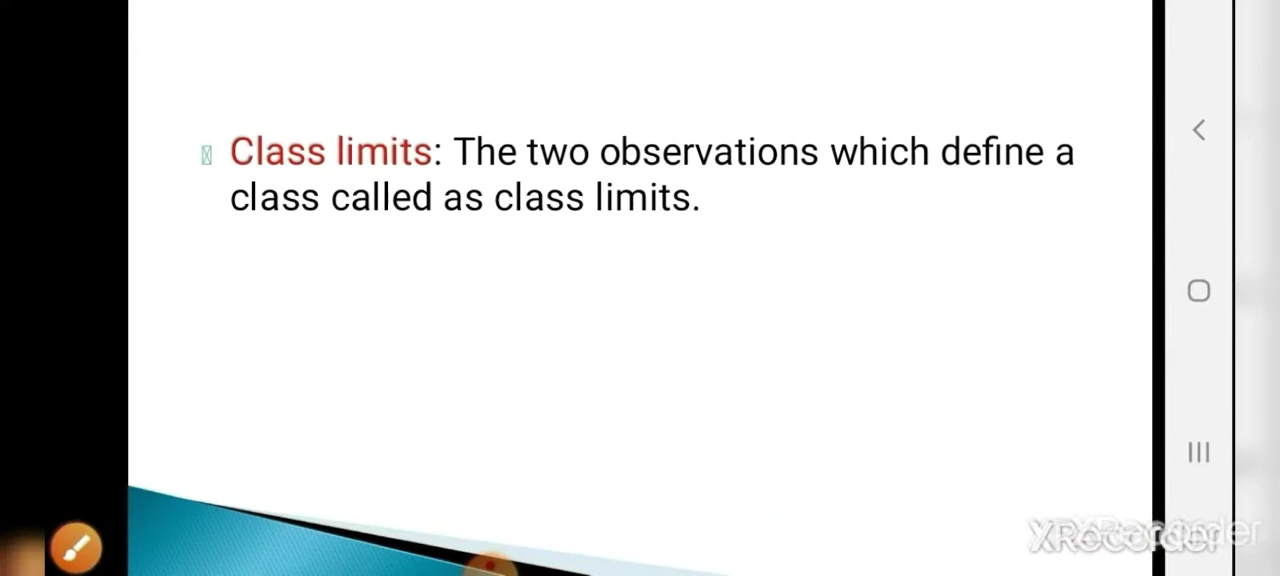 Class limits: The two observations which define a
class called as class limits.
XRecorder